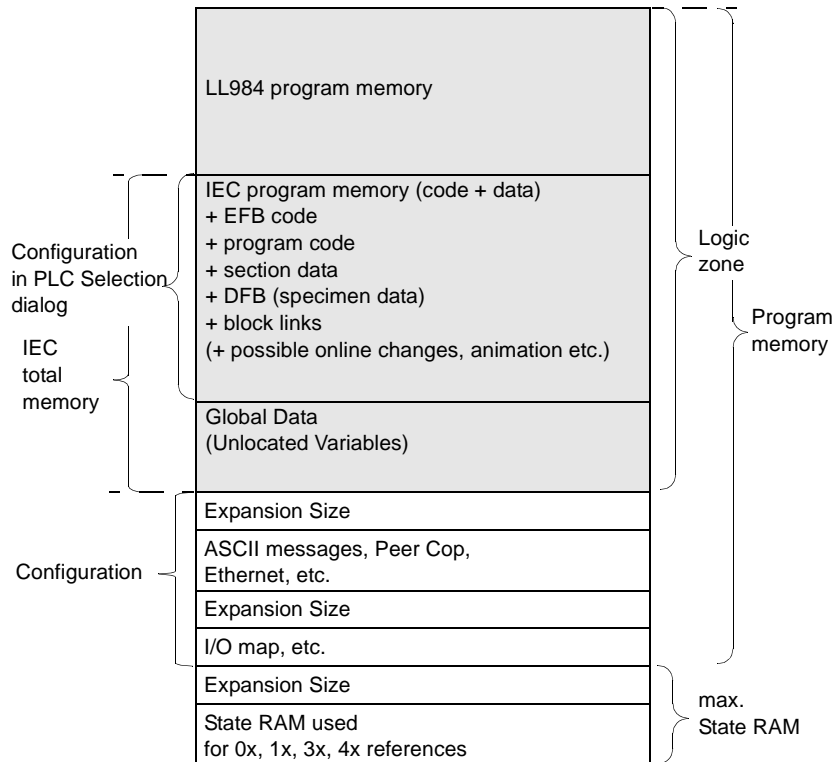 LL984 program memory
IEC program memory (code + data)
+ EFB code
+ program code
+ section data
+ DFB (specimen data)
+ block links
(+ possible online changes, animation etc.)
Global Data
(Unlocated Variables)
Expansion Size
ASCII messages, Peer Cop,
Ethernet, etc.
Expansion Size
I/O map, etc.
Expansion Size
State RAM used
for 0x, 1x, 3x, 4x references
Configuration
in PLC Selection
dialog
IEC
total
memory
Configuration
Logic
zone
Program
memory
max.
State RAM